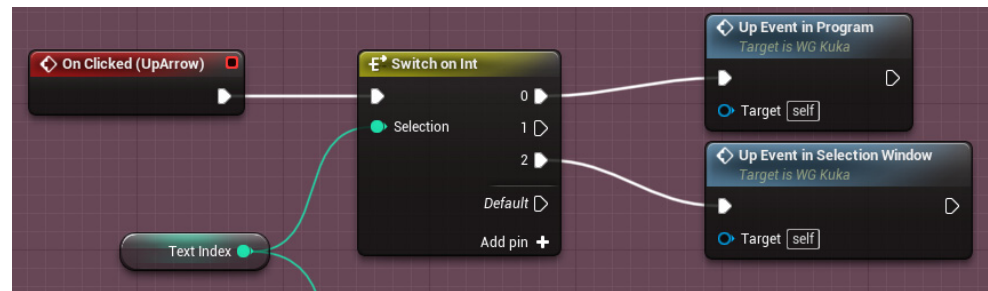 On Clicked (UpArrow)
Switch on Int
0
Selection
1
2
Default
Add pin
Text Index
Up Event in Program
Target is WG Kuka
Target self
Up Event in Selection Window
Target is WG Kuka
Target self